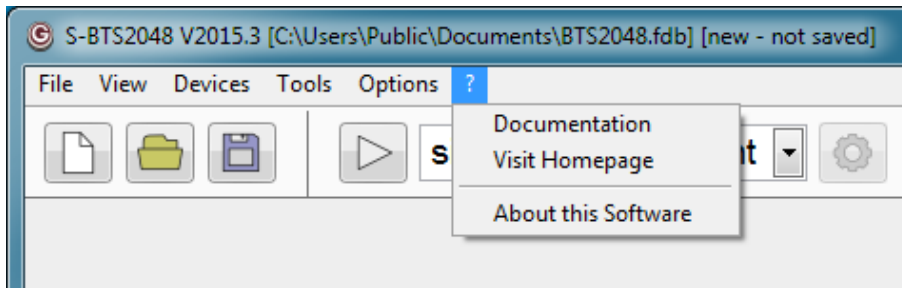 S-BTS2048 V2015.3 [C:\Users\Public\Documents\BTS2048.fdb] [new - not saved]
File View Devices Tools Options ?
Documentation
Visit Homepage
About this Software